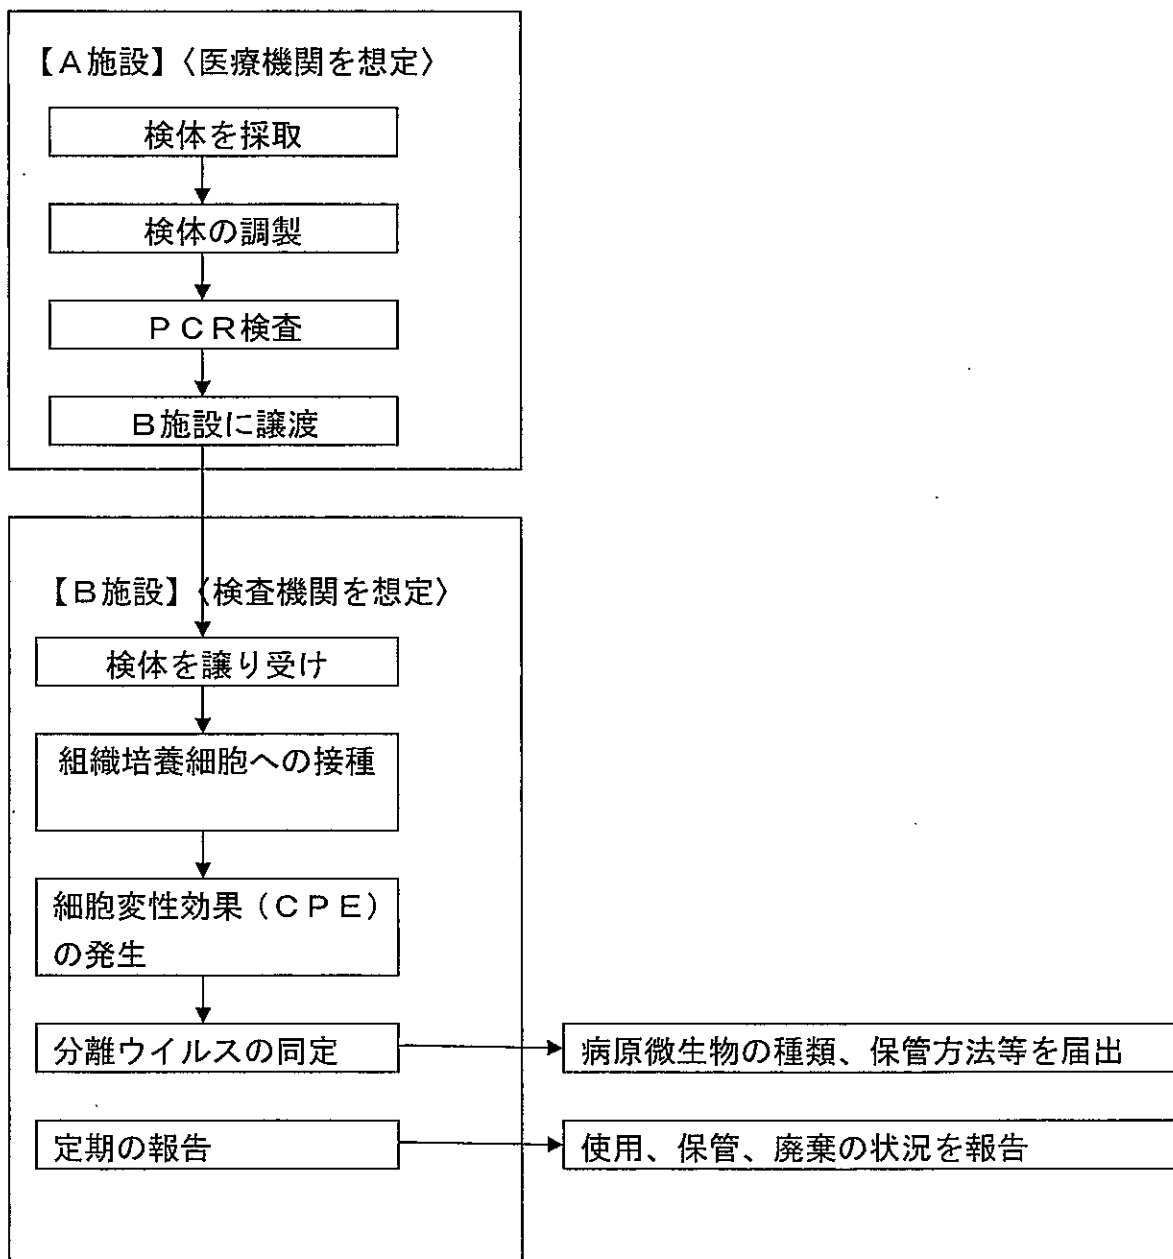 【Ａ施設】〈医療機関を想定〉
検体を採取
検体の調製
ＰＣＲ検査
Ｂ施設に譲渡
【Ｂ施設】〈検査機関を想定〉
検体を譲り受け
組織培養細胞への接種
細胞変性効果（ＣＰＥ）
の発生
分離ウイルスの同定
病原微生物の種類、保管方法等を届出
定期の報告
使用、保管、廃棄の状況を報告